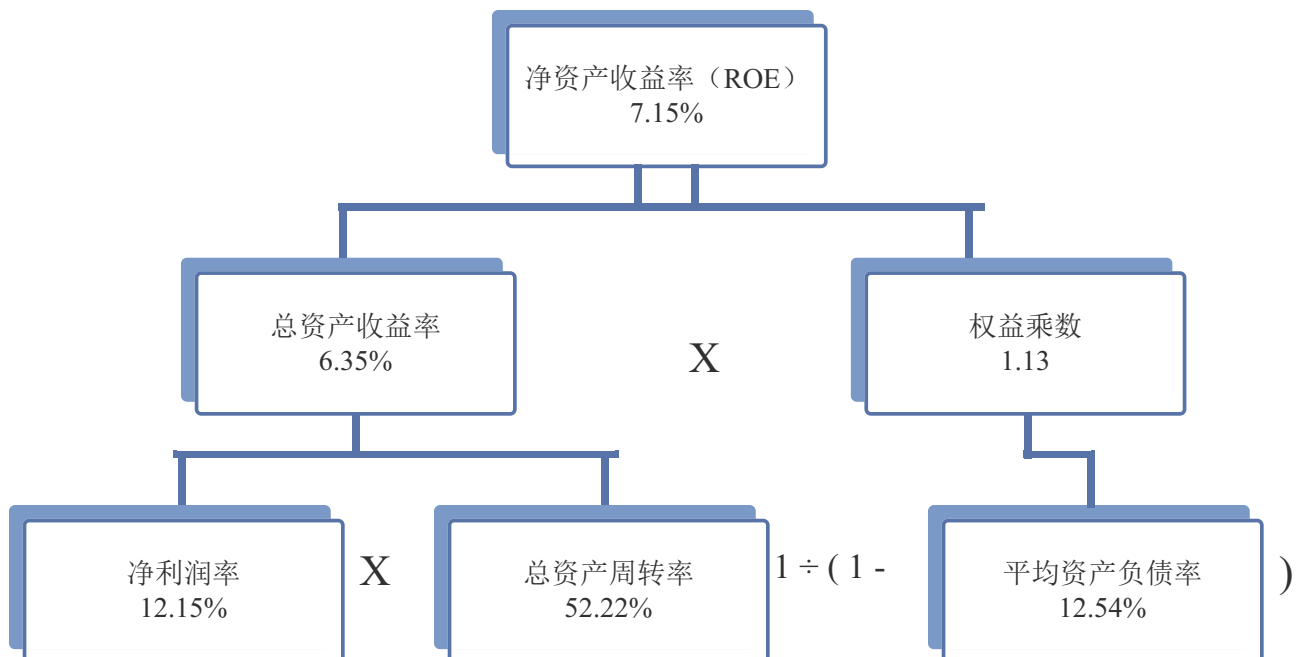 净资产收益率（ROE）
7.15%
总资产收益率
6.35%
X
权益乘数
1.13
净利润率
12.15%
X
总资产周转率
52.22%
1 ÷ ( 1 -
平均资产负债率
12.54%
)